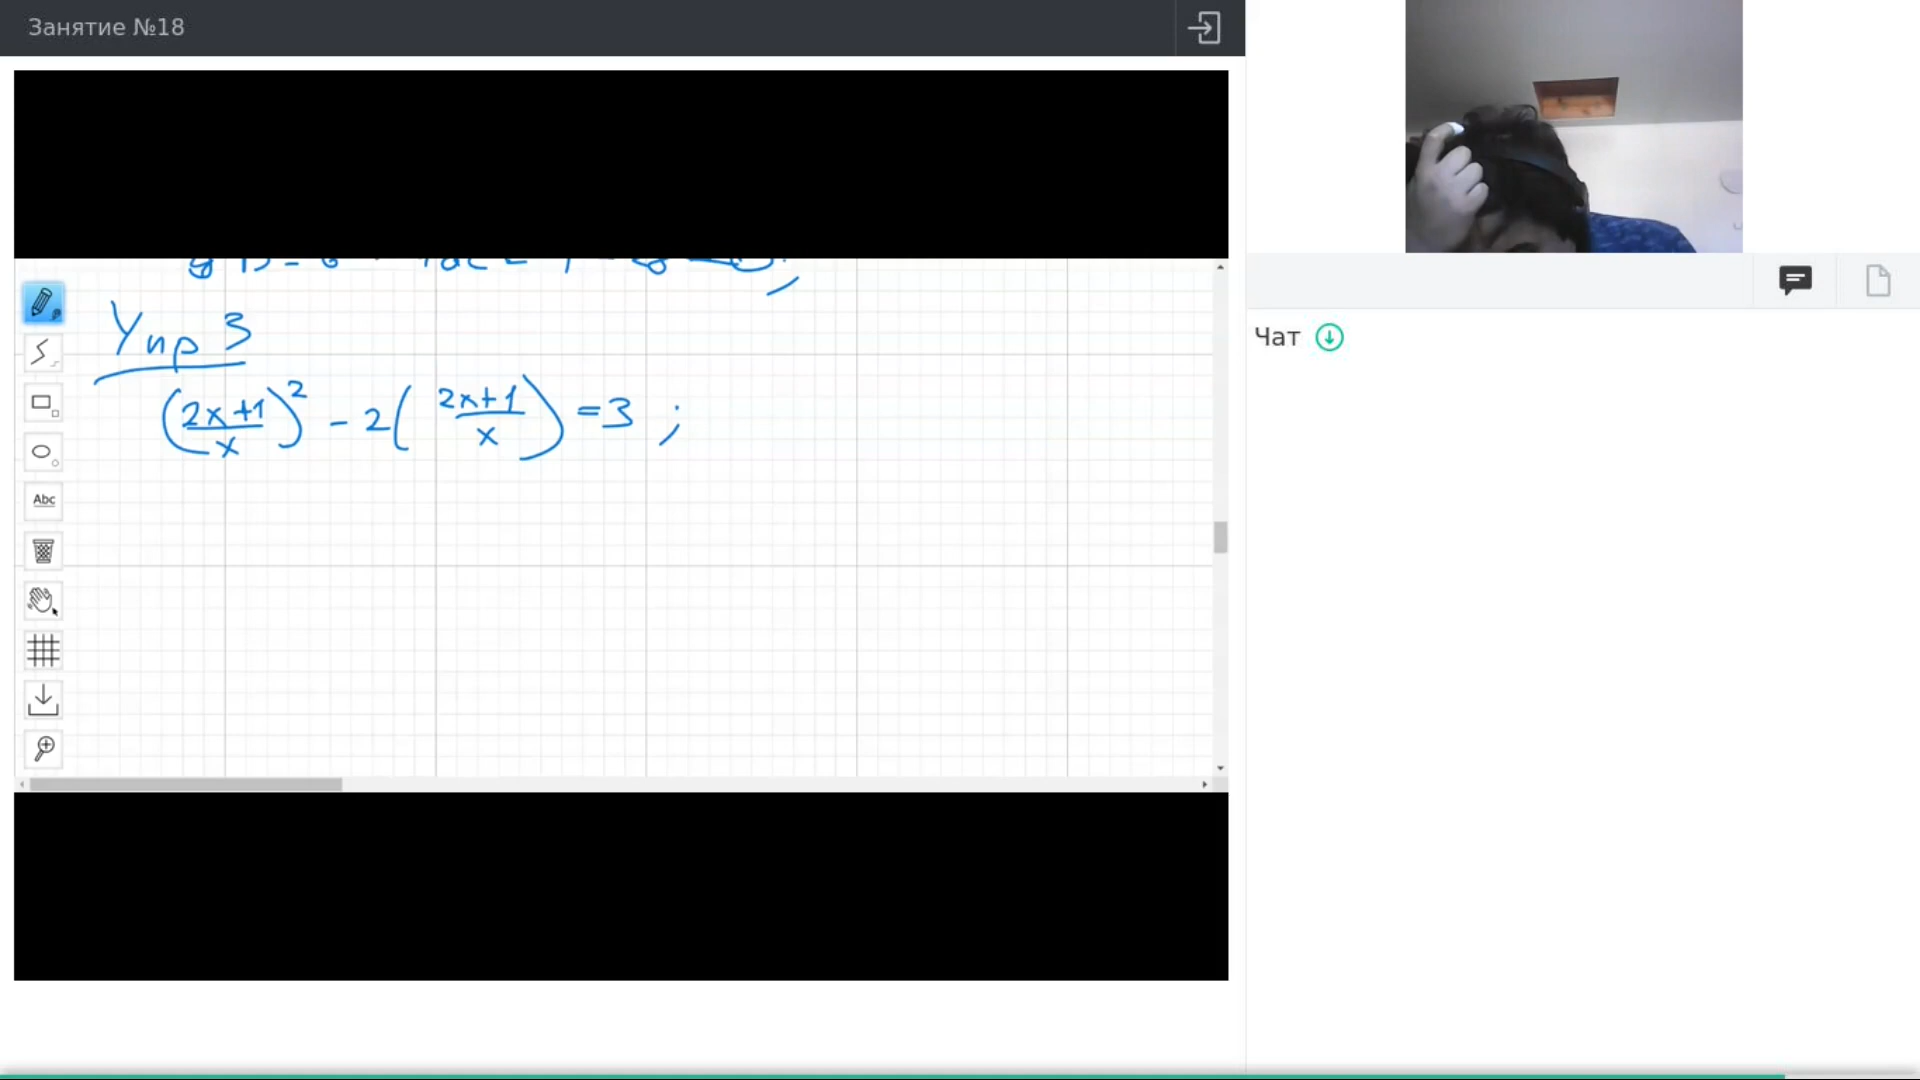 Занятие №18
Упр 3
(2x+1/x)² - 2(2x+1/x) = 3 ;
Abc
Чат